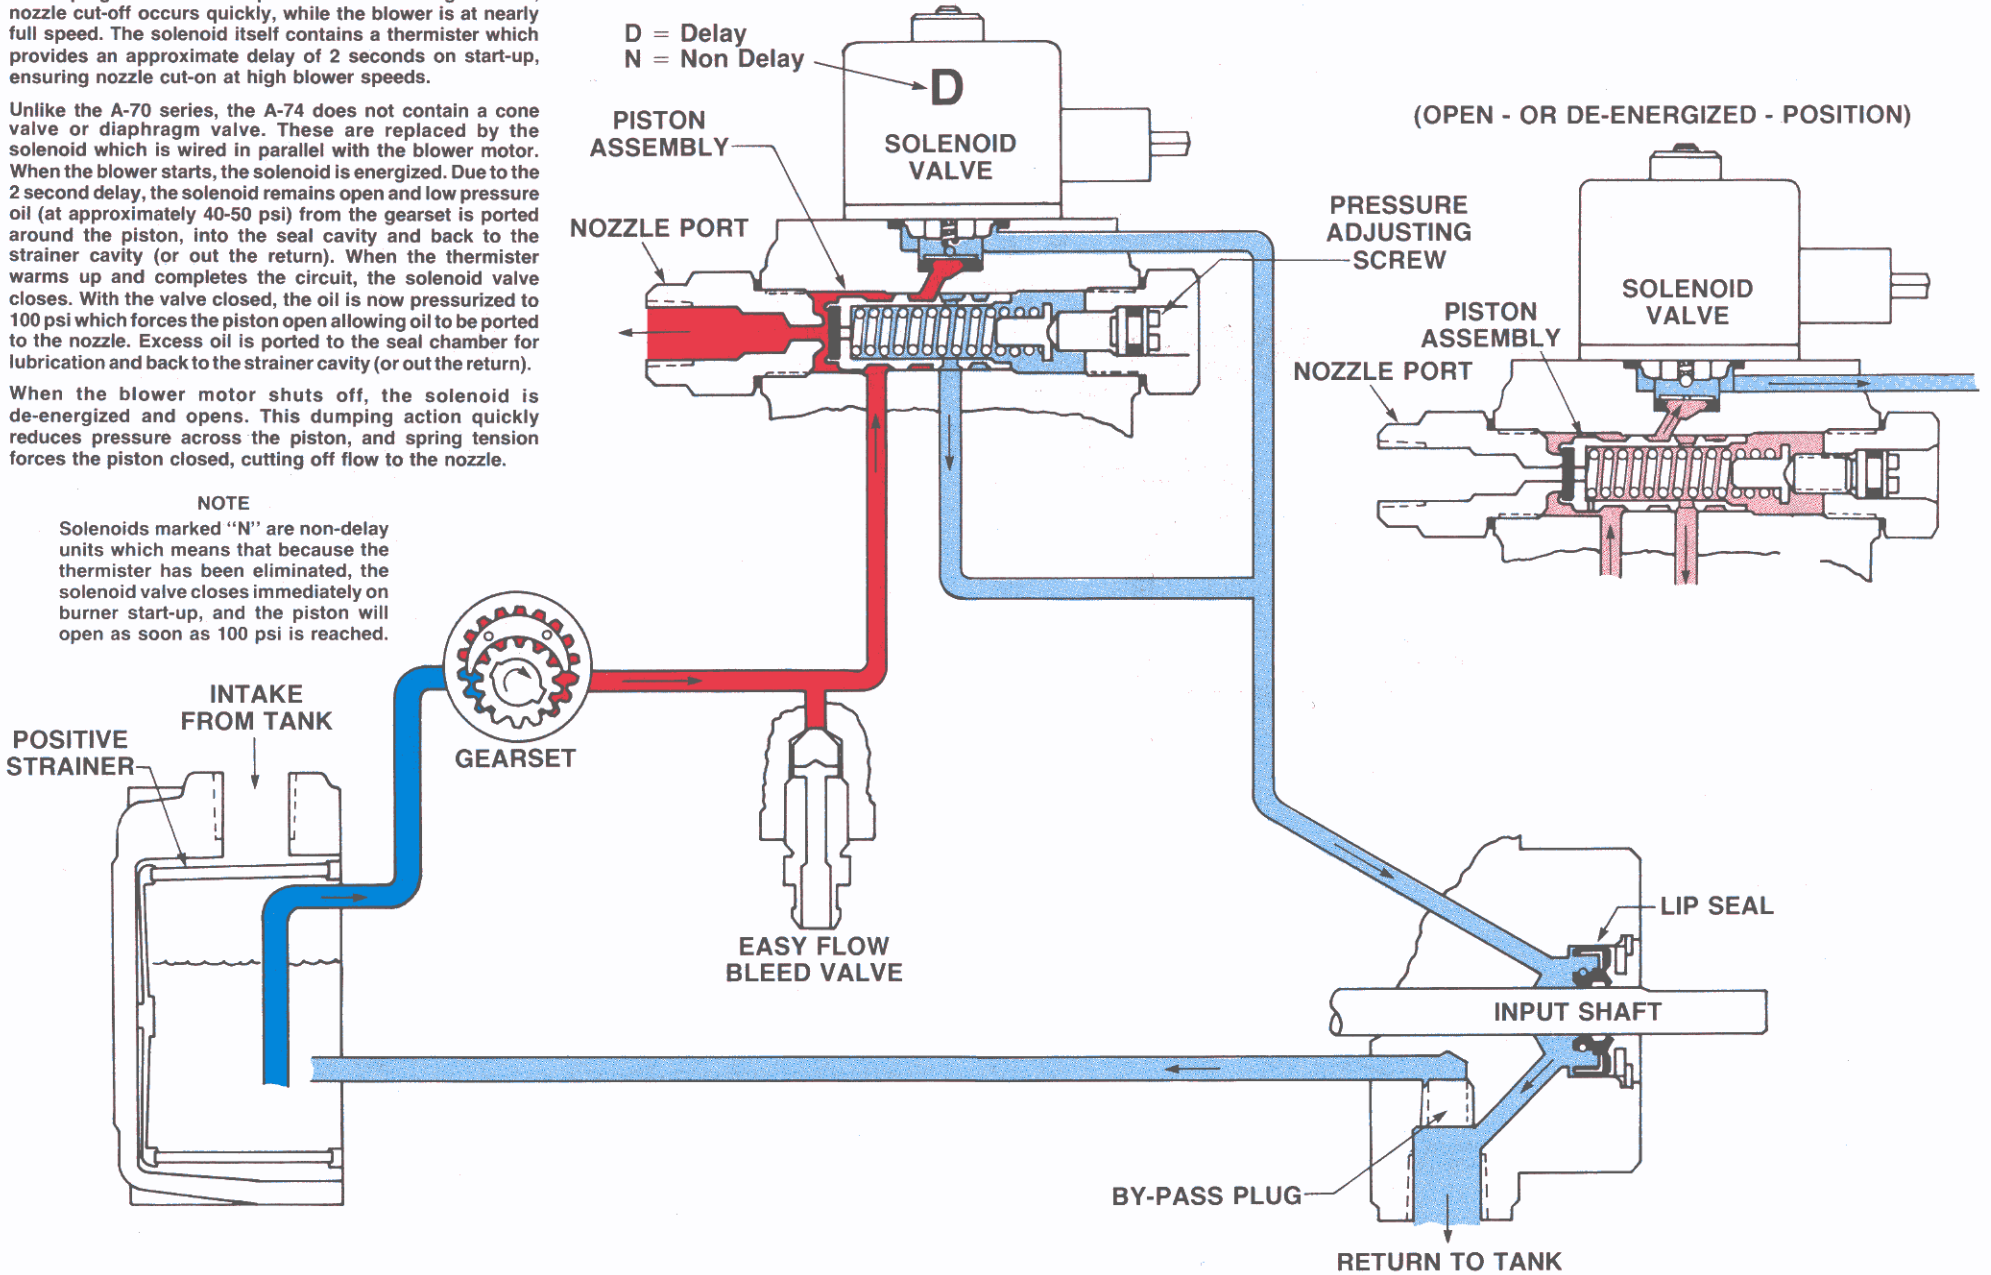 nozzle cut-off occurs quickly, while the blower is at nearly
full speed. The solenoid itself contains a thermister which
provides an approximate delay of 2 seconds on start-up,
ensuring nozzle cut-on at high blower speeds.
Unlike the A-70 series, the A-74 does not contain a cone
valve or diaphragm valve. These are replaced by the
solenoid which is wired in parallel with the blower motor.
When the blower starts, the solenoid is energized. Due to the
2 second delay, the solenoid remains open and low pressure
oil (at approximately 40-50 psi) from the gearset is ported
around the piston, into the seal cavity and back to the
strainer cavity (or out the return). When the thermister
warms up and completes the circuit, the solenoid valve
closes. With the valve closed, the oil is now pressurized to
100 psi which forces the piston open allowing oil to be ported
to the nozzle. Excess oil is ported to the seal chamber for
lubrication and back to the strainer cavity (or out the return).
When the blower motor shuts off, the solenoid is
de-energized and opens. This dumping action quickly
reduces pressure across the piston, and spring tension
forces the piston closed, cutting off flow to the nozzle.
NOTE
Solenoids marked “N” are non-delay
units which means that because the
thermister has been eliminated, the
solenoid valve closes immediately on
burner start-up, and the piston will
open as soon as 100 psi is reached.
D = Delay
N = Non Delay
D
SOLENOID
VALVE
PISTON
ASSEMBLY
NOZZLE PORT
PRESSURE
ADJUSTING
SCREW
(OPEN - OR DE-ENERGIZED - POSITION)
SOLENOID
VALVE
PISTON
ASSEMBLY
NOZZLE PORT
GEARSET
INTAKE
FROM TANK
POSITIVE
STRAINER
EASY FLOW
BLEED VALVE
LIP SEAL
INPUT SHAFT
BY-PASS PLUG
RETURN TO TANK